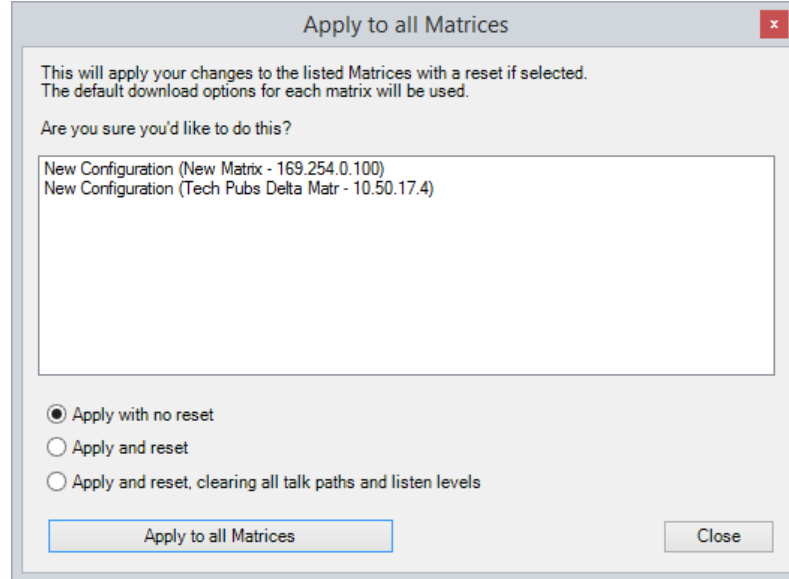 Apply to all Matrices
x
This will apply your changes to the listed Matrices with a reset if selected.
The default download options for each matrix will be used.
Are you sure you'd like to do this?
New Configuration (New Matrix - 169.254.0.100)
New Configuration (Tech Pubs Delta Matr - 10.50.17.4)
Apply with no reset
Apply and reset
Apply and reset, clearing all talk paths and listen levels
Apply to all Matrices
Close